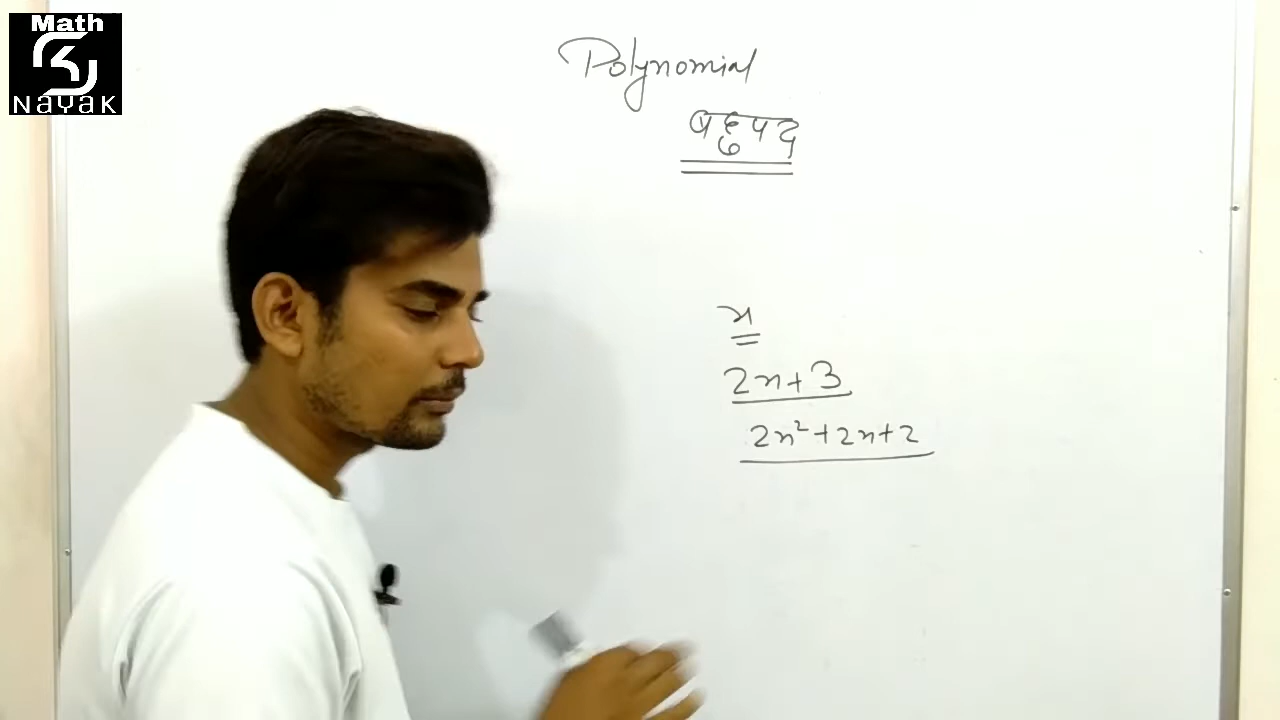 Math
NAYAK
Polynomial
बहुपद
x
2x+3
2x²+2x+2